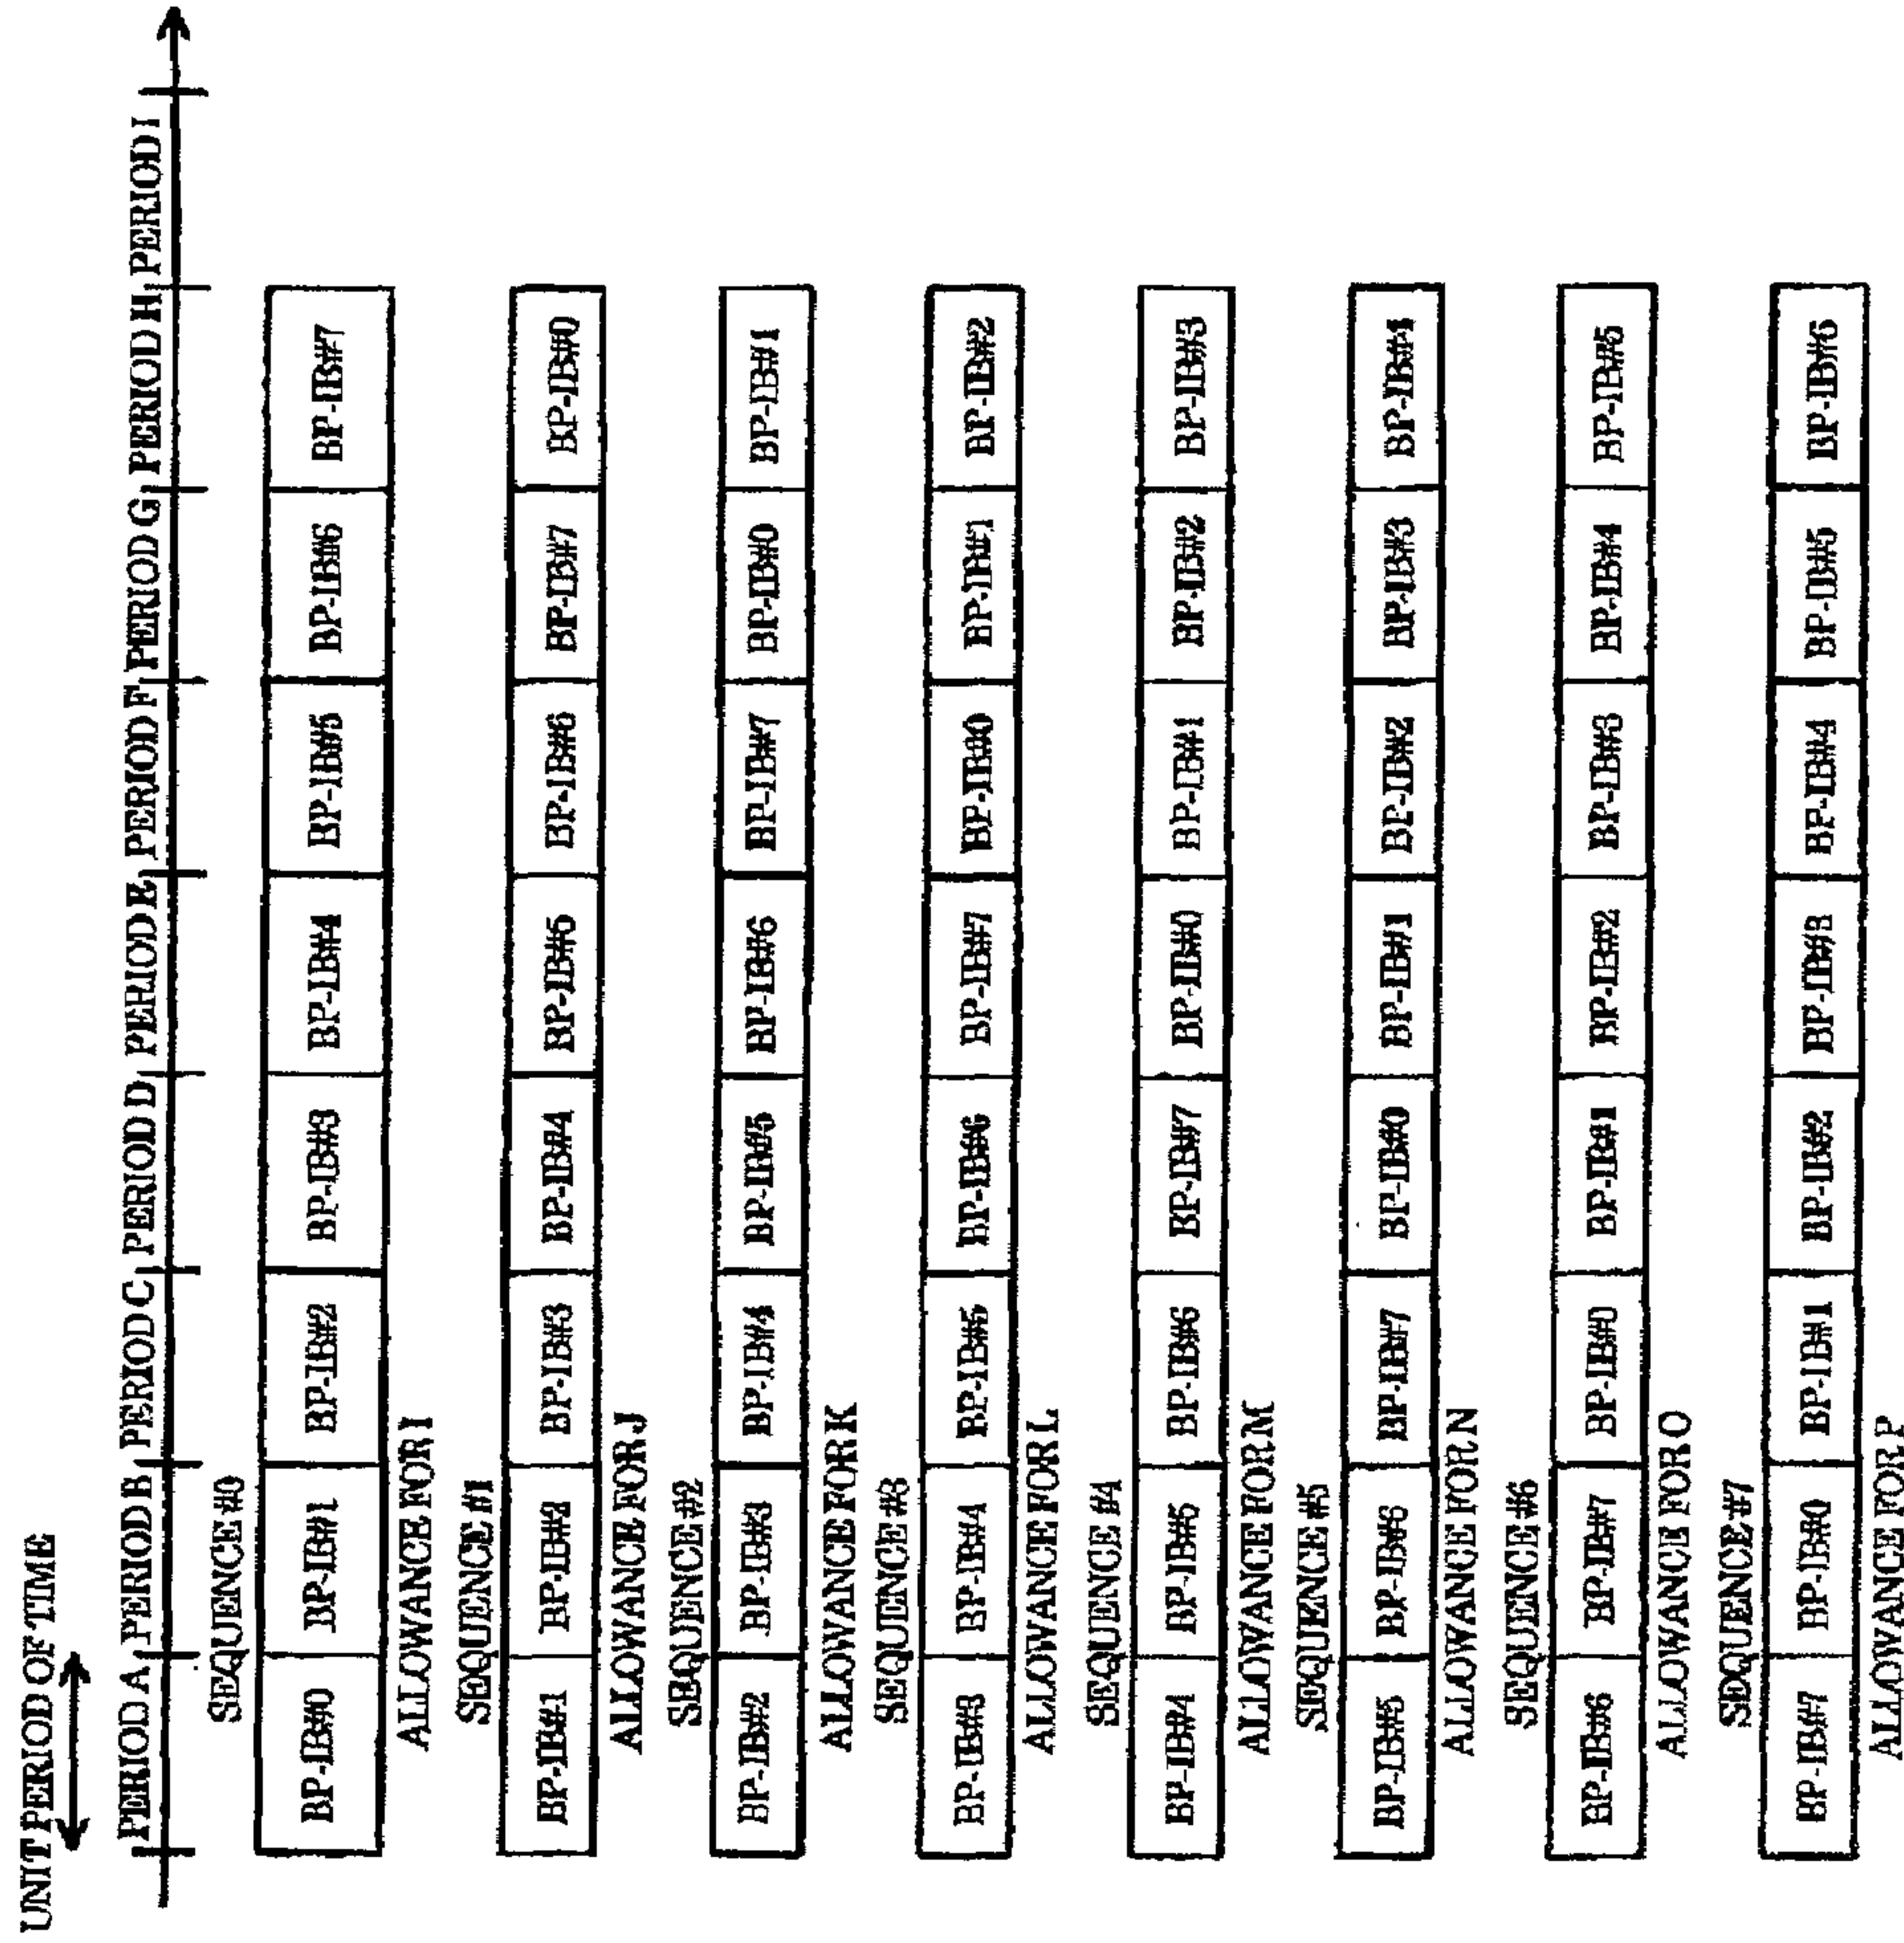 UNIT PERIOD OF TIME
PERIOD A PERIOD B PERIOD C PERIOD D PERIOD E PERIOD F PERIOD G PERIOD H PERIOD I
SEQUENCE #0
BP-IB#0 BP-IB#1 BP-IB#2 BP-IB#3 BP-IB#4 BP-IB#5 BP-IB#6 BP-IB#7
ALLOWANCE FOR I
SEQUENCE #1
BP-IB#1 BP-IB#2 BP-IB#3 BP-IB#4 BP-IB#5 BP-IB#6 BP-IB#7 BP-IB#0
ALLOWANCE FOR J
SEQUENCE #2
BP-IB#2 BP-IB#3 BP-IB#4 BP-IB#5 BP-IB#6 BP-IB#7 BP-IB#0 BP-IB#1
ALLOWANCE FOR K
SEQUENCE #3
BP-IB#3 BP-IB#4 BP-IB#5 BP-IB#6 BP-IB#7 BP-IB#0 BP-IB#1 BP-IB#2
ALLOWANCE FOR L
SEQUENCE #4
BP-IB#4 BP-IB#5 BP-IB#6 BP-IB#7 BP-IB#0 BP-IB#1 BP-IB#2 BP-IB#3
ALLOWANCE FOR M
SEQUENCE #5
BP-IB#5 BP-IB#6 BP-IB#7 BP-IB#0 BP-IB#1 BP-IB#2 BP-IB#3 BP-IB#4
ALLOWANCE FOR N
SEQUENCE #6
BP-IB#6 BP-IB#7 BP-IB#0 BP-IB#1 BP-IB#2 BP-IB#3 BP-IB#4 BP-IB#5
ALLOWANCE FOR O
SEQUENCE #7
BP-IB#7 BP-IB#0 BP-IB#1 BP-IB#2 BP-IB#3 BP-IB#4 BP-IB#5 BP-IB#6
ALLOWANCE FOR P